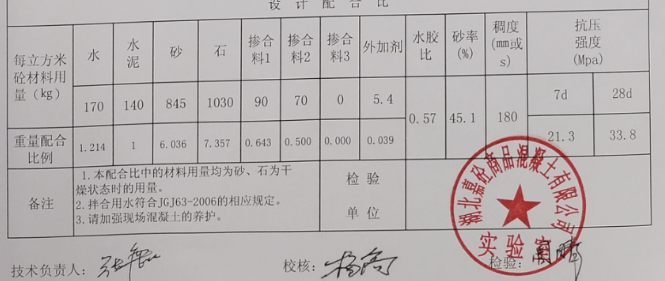 设 计 配 合 比
每立方米砼材料用量（kg） 水 水泥 砂 石 掺合料1 掺合料2 掺合料3 外加剂 水胶比 砂率(%) 稠度(mm或s) 抗压强度(Mpa)
170 140 845 1030 90 70 0 5.4 0.57 45.1 180 7d 28d
重量配合比例 1.214 1 6.036 7.357 0.643 0.500 0.000 0.039 21.3 33.8
备注 1.本配合比中的材料用量均为砂、石为干燥状态时的用量。
2.拌合用水符合JGJ63-2006的相应规定。
3.请加强现场混凝土的养护。
检 验
单 位
湖北嘉砼商品混凝土有限公司
实验室
技术负责人： 校核： 检验：